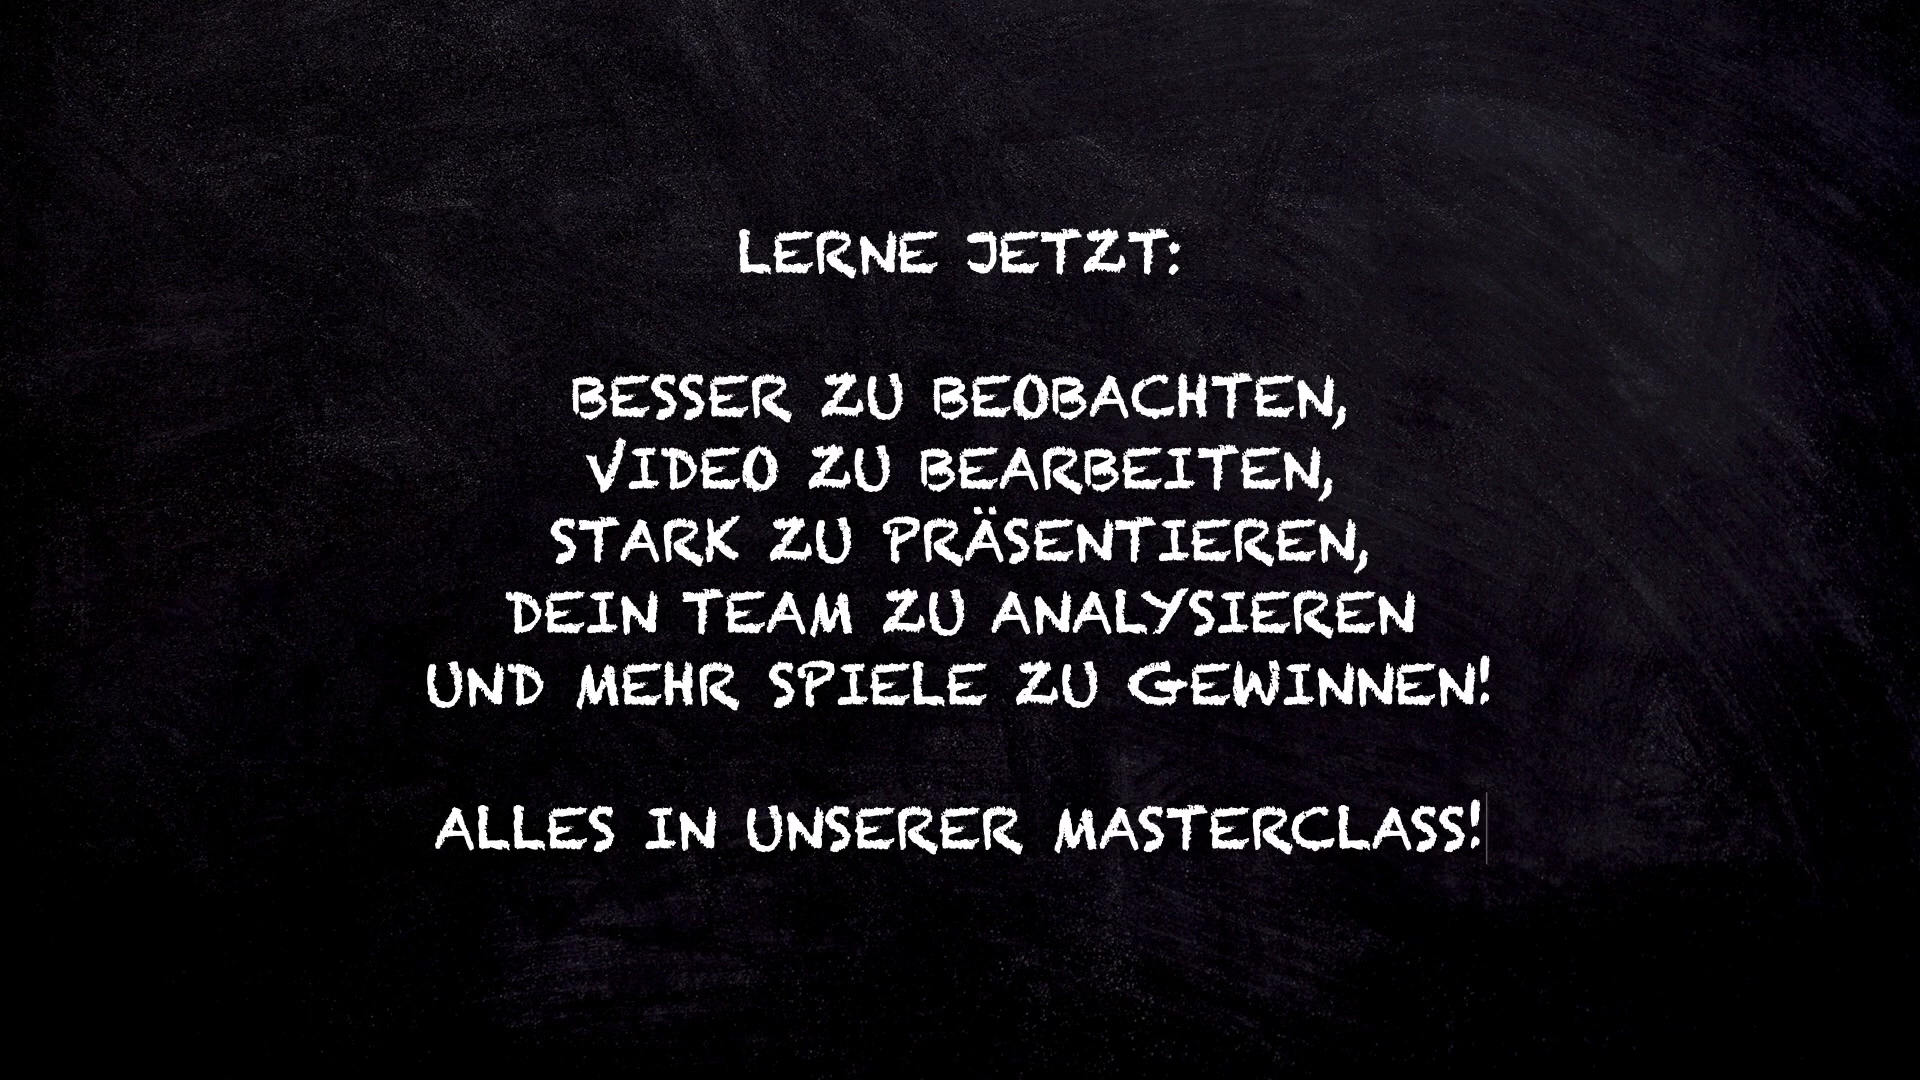 LERNE JETZT:
BESSER ZU BEOBACHTEN,
VIDEO ZU BEARBEITEN,
STARK ZU PRÄSENTIEREN,
DEIN TEAM ZU ANALYSIEREN
UND MEHR SPIELE ZU GEWINNEN!
ALLES IN UNSERER MASTERCLASS!